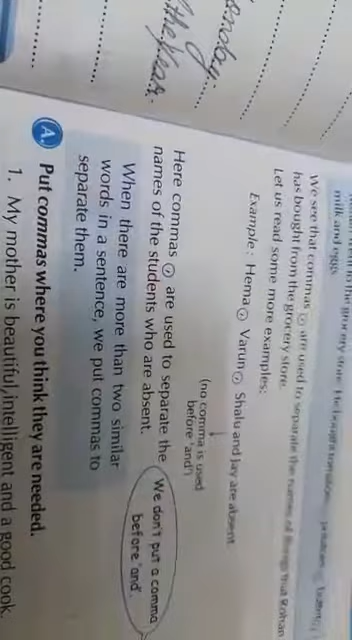 the Year.
milk and eggs.
We see that commas , are used to separate the names of things that Rohan
has bought from the grocery store.
Let us read some more examples:
Example : Hema, Varun, Shalu and Jay are absent.
(no comma is used
before 'and')
Here commas , are used to separate the
names of the students who are absent.
We don't put a comma
before 'and'.
When there are more than two similar
words in a sentence, we put commas to
separate them.
A. Put commas where you think they are needed.
1. My mother is beautiful, intelligent and a good cook.